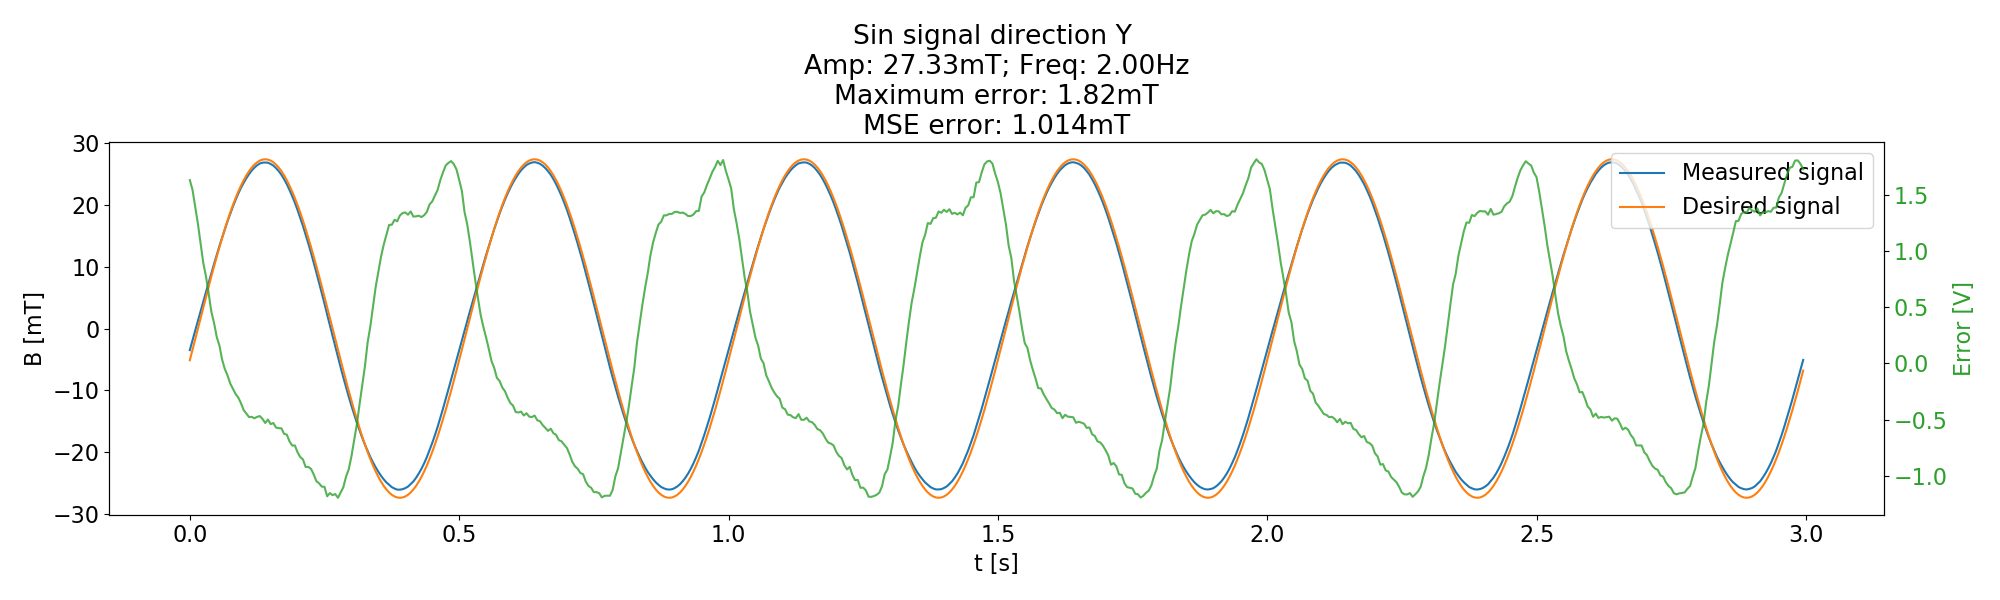 Sin signal direction Y
Amp: 27.33mT; Freq: 2.00Hz
Maximum error: 1.82mT
MSE error: 1.014mT
30
20
10
0
−10
−20
−30
B [mT]
Measured signal
Desired signal
1.5
1.0
0.5
0.0
−0.5
−1.0
Error [V]
0.0 0.5 1.0 1.5 2.0 2.5 3.0
t [s]